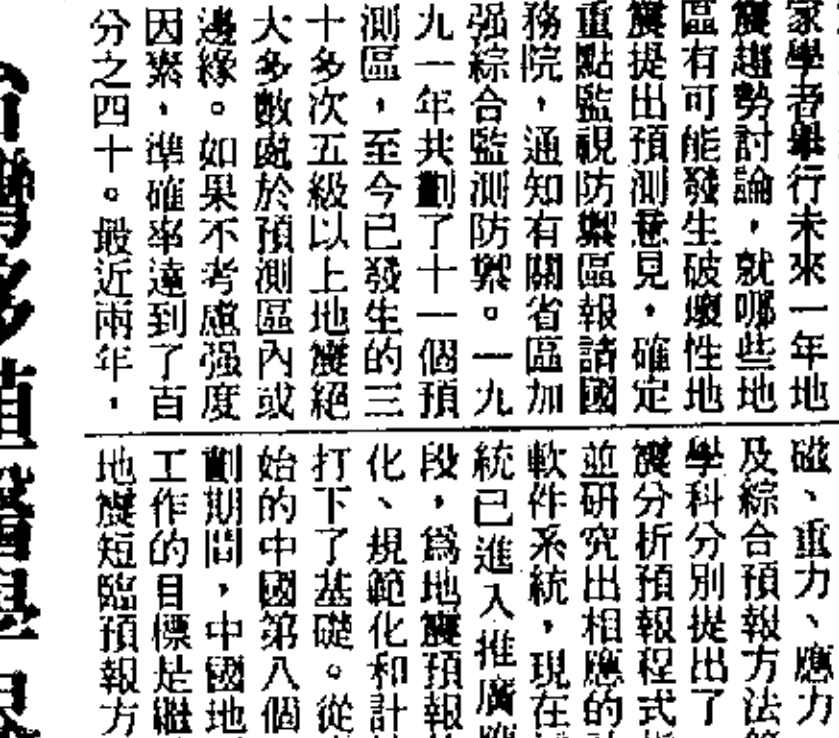 家學者舉行未來一年地
震趨勢討論，就哪些地
區有可能發生破壞性地
震提出預測意見，確定
重點監視防禦區報請國
務院，通知有關省區加
强綜合監測防禦。一九
九一年共劃了十一個預
測區，至今已發生的三
十多次五級以上地震絕
大多數處於預測區內或
邊緣。如果不考慮强度
因素，準確率達到了百
分之四十。最近兩年，
磁、重力、應力
及綜合預報方法
學科分別提出了
震分析預報程式
並研究出相應的
軟件系統，現在
統已進入推廣
段，爲地震預報
化、規範化和計
打下了基礎。從
始的中國第八個
劃期間，中國地
工作的目標是繼
地震短臨預報方